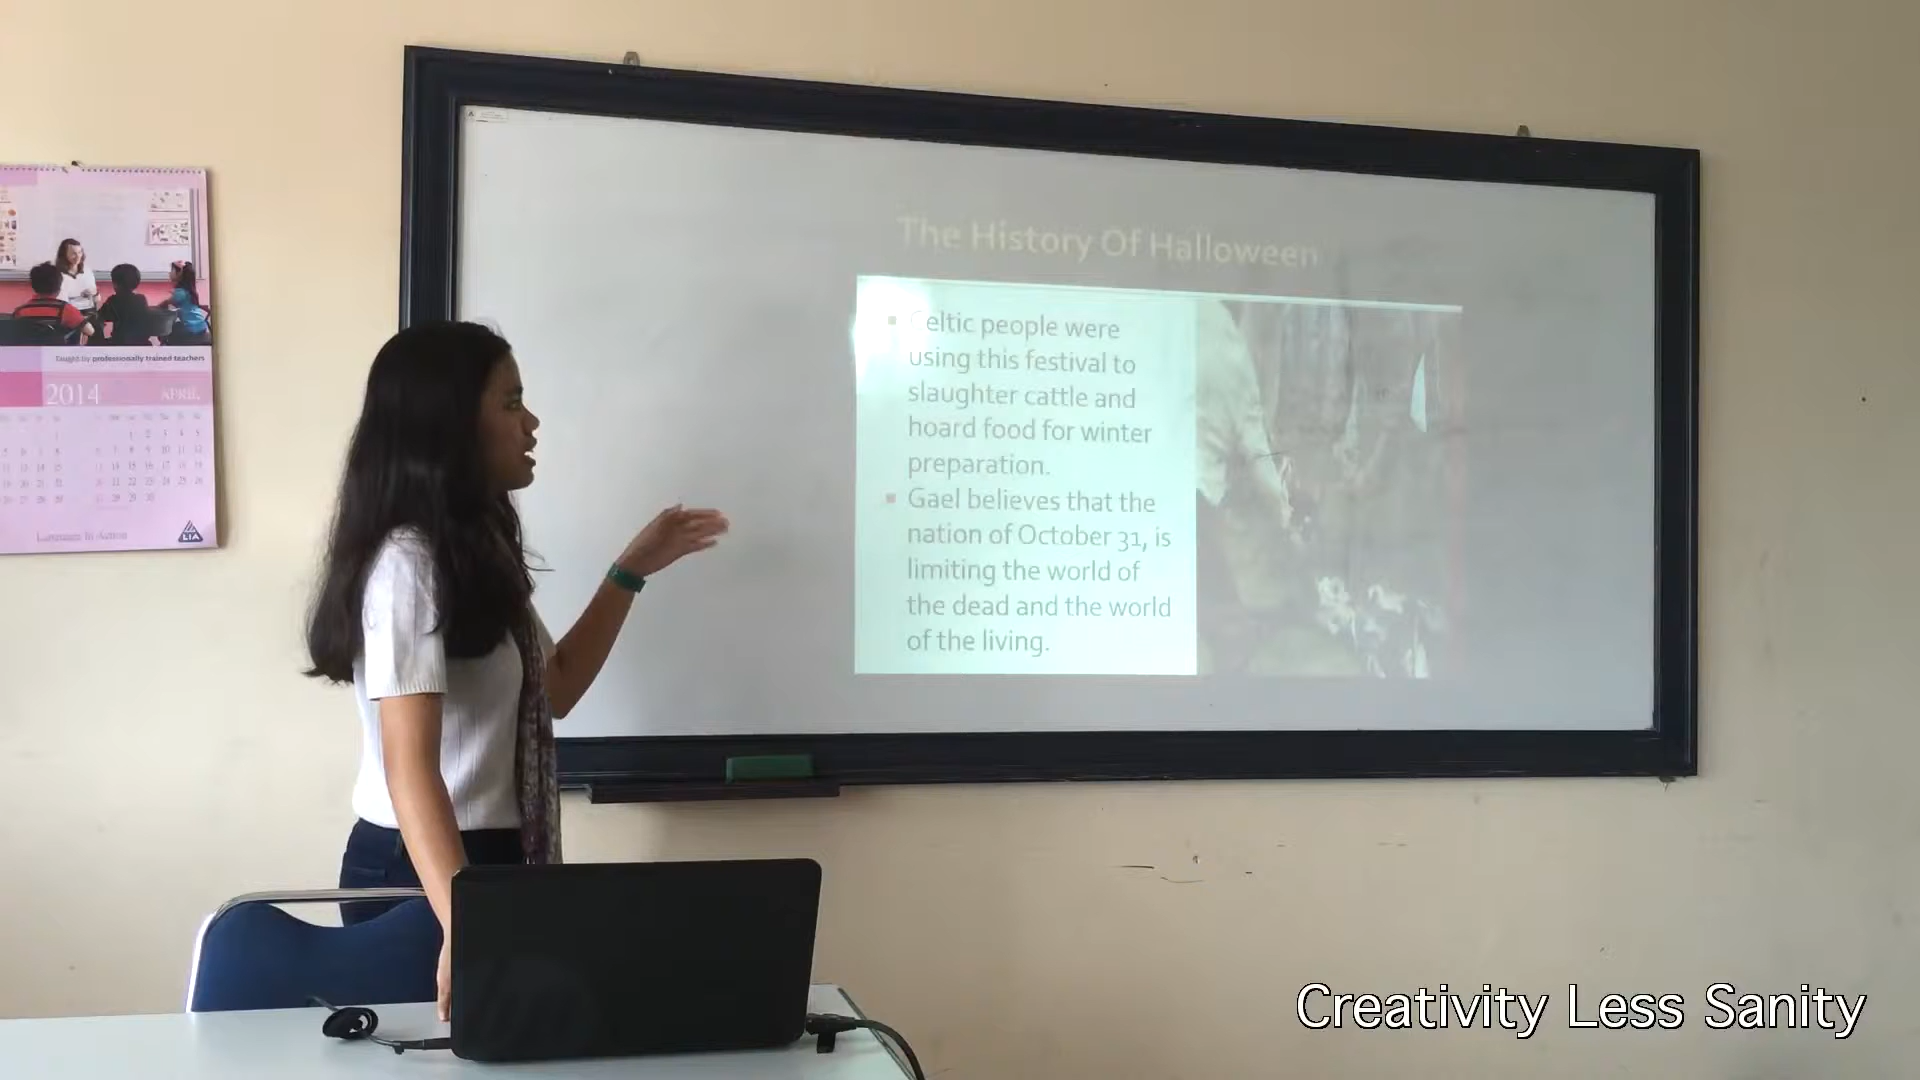 The History Of Halloween
Celtic people were
using this festival to
slaughter cattle and
hoard food for winter
preparation.
Gael believes that the
nation of October 31, is
limiting the world of
the dead and the world
of the living.
Taught by professionally trained teachers
2014 APRIL
LIA
Creativity Less Sanity